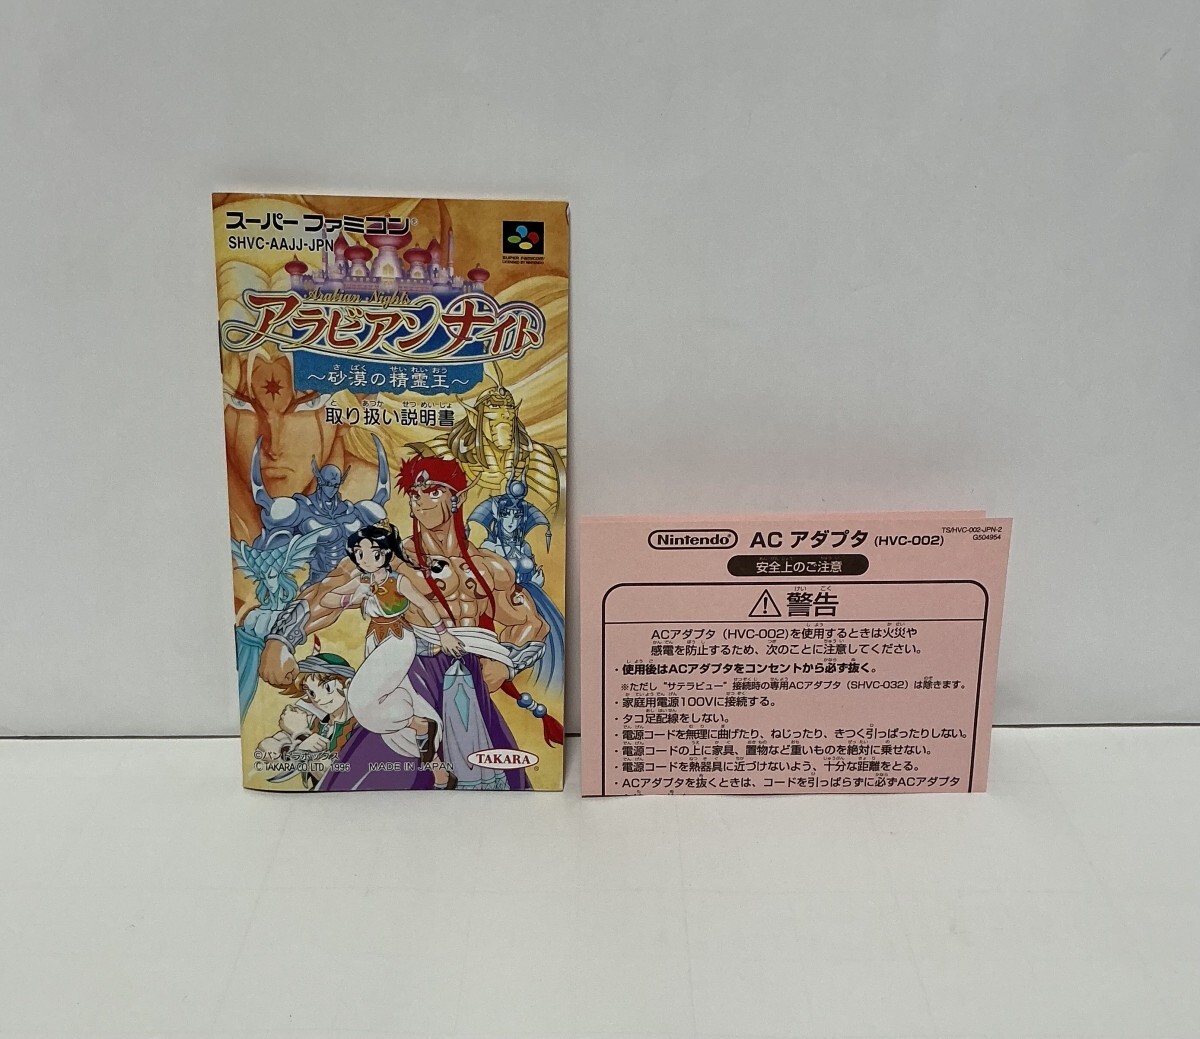 スーパーファミコン®
SHVC-AAJJ-JPN
SUPER FAMICOM
Arabian Nights
アラビアンナイト
さばく せいれいおう
～砂漠の精霊王～
と あつか せつめいしょ
取り扱い説明書
©パンドラボックス
© TAKARA CO.LTD, 1996 MADE IN JAPAN
TAKARA ®
TS/HVC-002-JPN-2
G504954
Nintendo® AC アダプタ (HVC-002)
安全上のご注意
けいこく
警告
ACアダプタ（HVC-002)を使用するときは火災や
感電を防止するため、次のことに注意してください。
・使用後はACアダプタをコンセントから必ず抜く。
※ただし“サテラビュー”接続時の専用ACアダプタ（SHVC-032）は除きます。
・家庭用電源100Vに接続する。
・タコ足配線をしない。
・電源コードを無理に曲げたり、ねじったり、きつく引っぱったりしない。
・電源コードの上に家具、置物など重いものを絶対に乗せない。
・電源コードを熱器具に近づけないよう、十分な距離をとる。
・ACアダプタを抜くときは、コードを引っぱらずに必ずACアダプタ